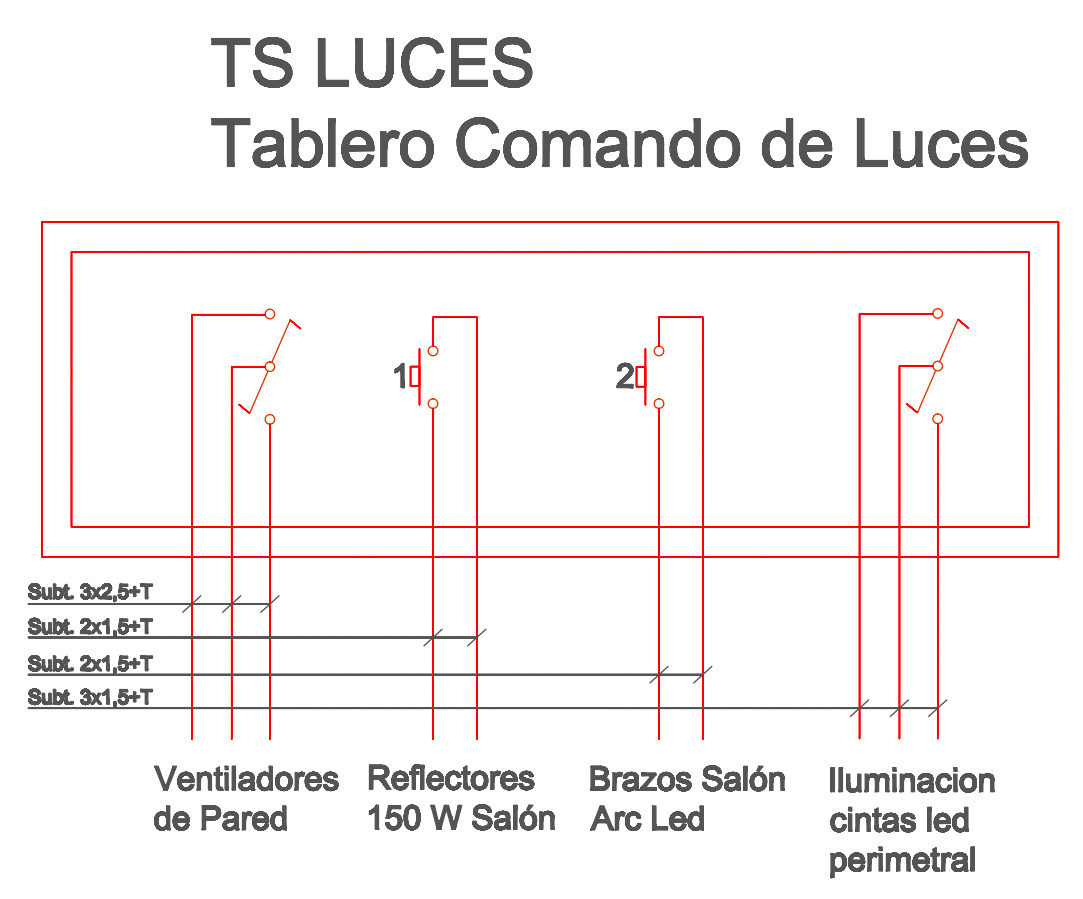 TS LUCES
Tablero Comando de Luces
1
2
Subt. 3x2,5+T
Subt. 2x1,5+T
Subt. 2x1,5+T
Subt. 3x1,5+T
Ventiladores
de Pared
Reflectores
150 W Salón
Brazos Salón
Arc Led
Iluminacion
cintas led
perimetral